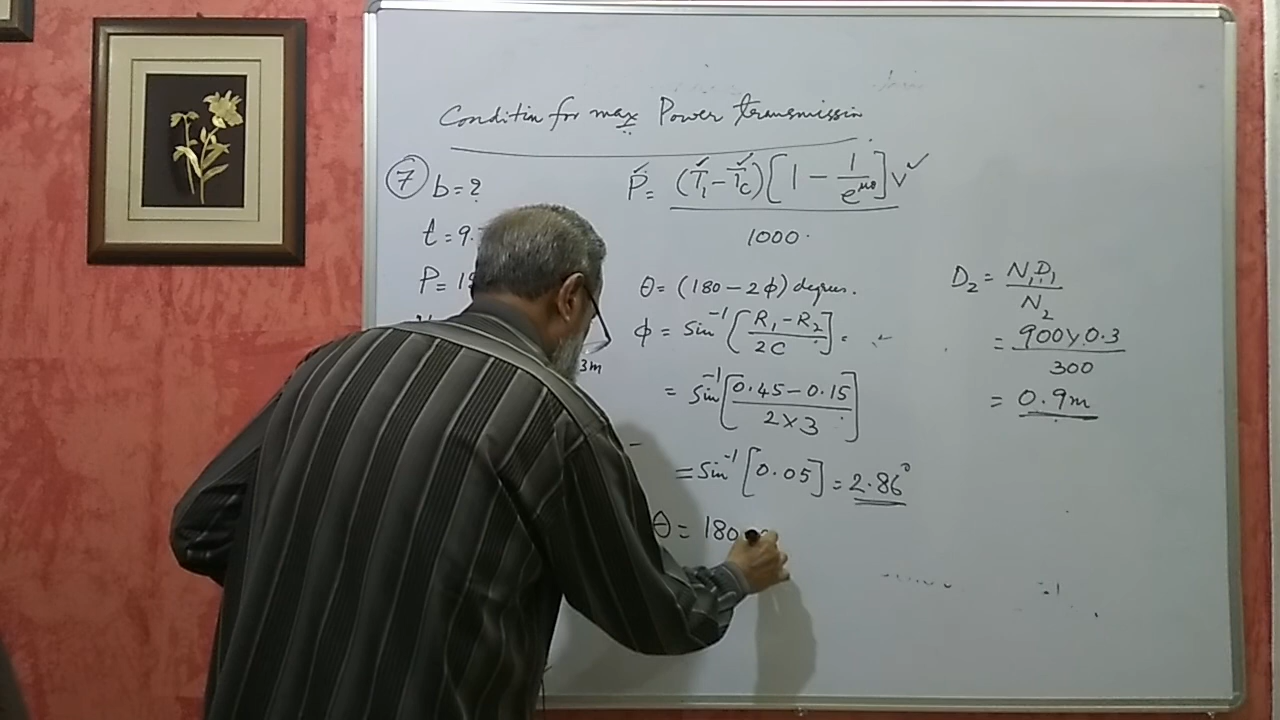 Conditin for max Power transmissin
7 b = ?
P = (T₁ - T_c) [1 - 1/e^μθ] v
1000
t = 9.
P = 1
θ = (180 - 2ϕ) degrees.
ϕ = Sin⁻¹ [R₁ - R₂ / 2C]
3m
= Sin⁻¹ [0.45 - 0.15 / 2 × 3]
= Sin⁻¹ [0.05] = 2.86°
θ = 180
D₂ = N₁D₁ / N₂
= 900 × 0.3 / 300
= 0.9m